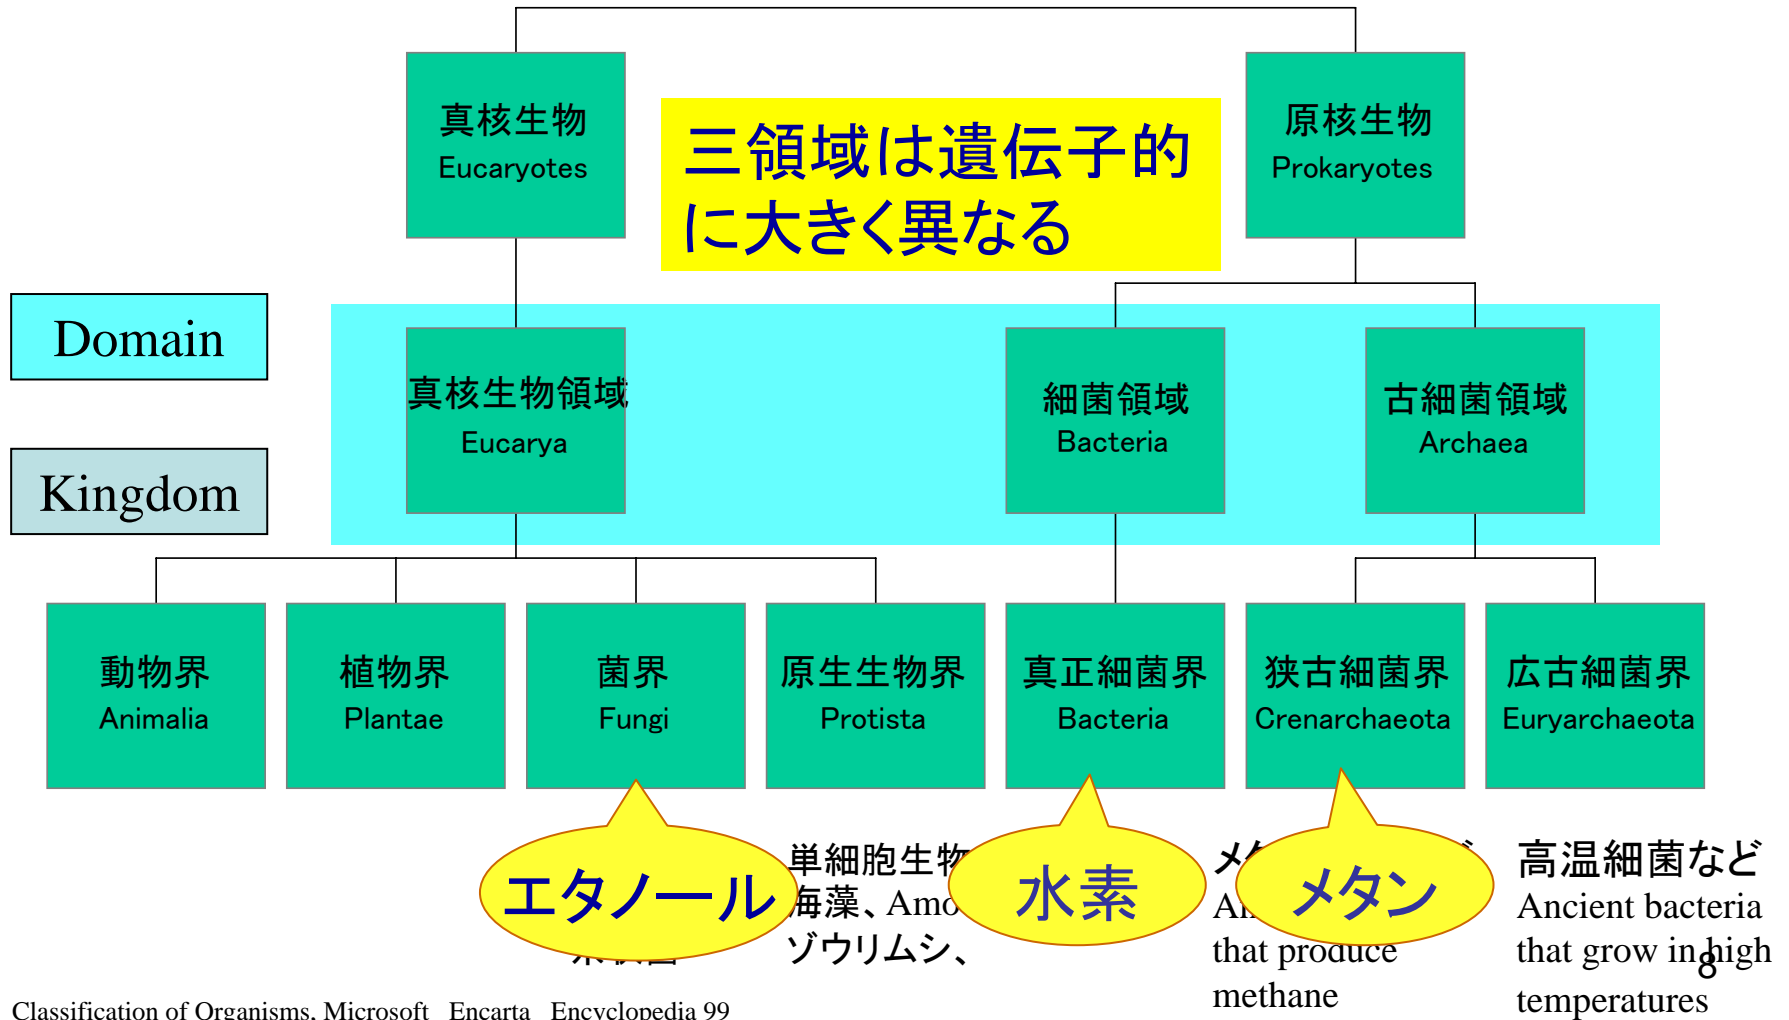 真核生物
Eucaryotes
三領域は遺伝子的
に大きく異なる
原核生物
Prokaryotes
Domain
Kingdom
真核生物領域
Eucarya
細菌領域
Bacteria
古細菌領域
Archaea
動物界
Animalia
植物界
Plantae
菌界
Fungi
原生生物界
Protista
真正細菌界
Bacteria
狭古細菌界
Crenarchaeota
広古細菌界
Euryarchaeota
エタノール
単細胞生物
海藻、
ゾウリムシ、
水素
メタン
that produce
methane
高温細菌など
Ancient bacteria
that grow in high
temperatures
8
Classification of Organisms, Microsoft Encarta Encyclopedia 99